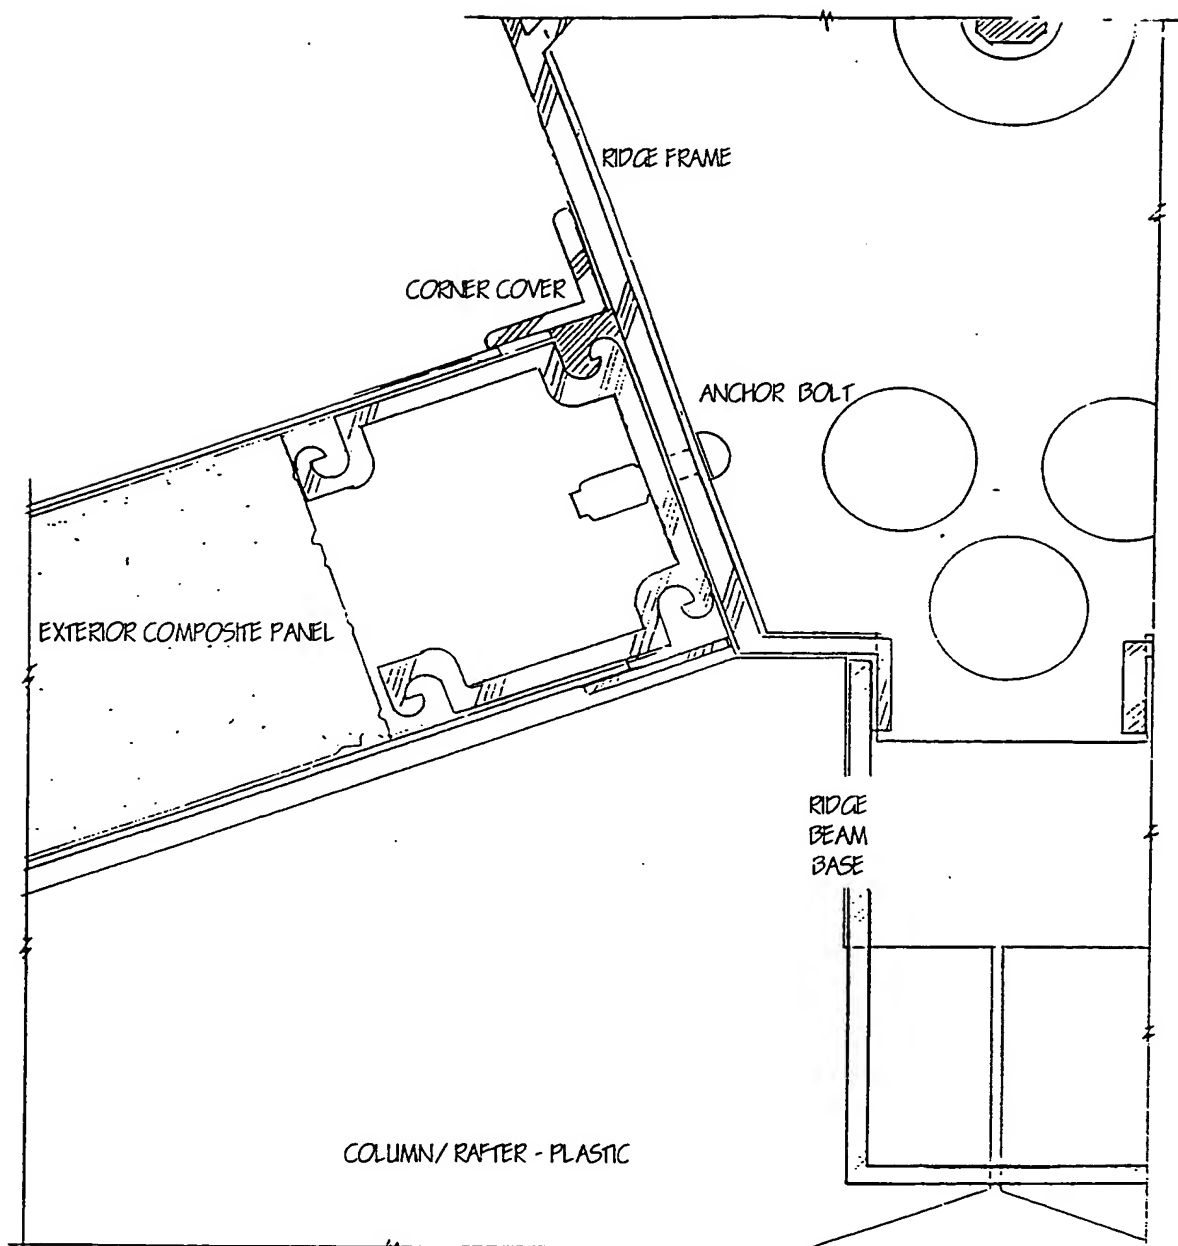 RIDGE FRAME
CORNER COVER
ANCHOR BOLT
EXTERIOR COMPOSITE PANEL
RIDGE
BEAM
BASE
COLUMN/ RAFTER - PLASTIC